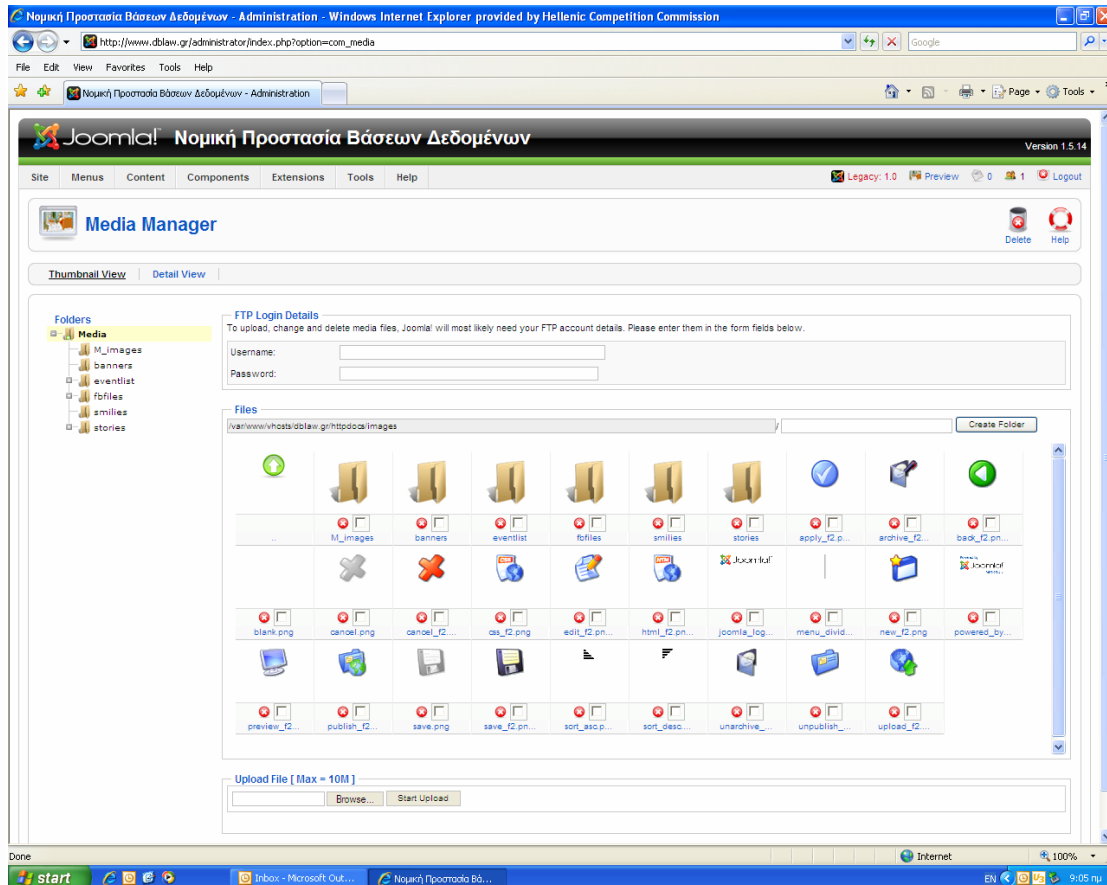 Νομική Προστασία Βάσεων Δεδομένων - Administration - Windows Internet Explorer provided by Hellenic Competition Commission
http://www.dblaw.gr/administrator/index.php?option=com_media
Google
File Edit View Favorites Tools Help
Νομική Προστασία Βάσεων Δεδομένων - Administration
Page Tools
Joomla! Νομική Προστασία Βάσεων Δεδομένων
Version 1.5.14
Site Menus Content Components Extensions Tools Help Legacy: 1.0 Preview 0 1 Logout
Media Manager
Delete Help
Thumbnail View Detail View
Folders
Media
M_images
banners
eventlist
fbfiles
smilies
stories
FTP Login Details
To upload, change and delete media files, Joomla! will most likely need your FTP account details. Please enter them in the form fields below.
Username:
Password:
Files
/var/www/vhosts/dblaw.gr/httpdocs/images / Create Folder
.. M_images banners eventlist fbfiles smilies stories apply_f2.p... archive_f2... back_f2.pn...
Joomla!
Joomla!
blank.png cancel.png cancel_f2.... css_f2.png edit_f2.pn... html_f2.pn... joomla_log... menu_divid... new_f2.png powered_by...
preview_f2... publish_f2... save.png save_f2.pn... sort_asc.p... sort_desc.... unarchive_... unpublish_... upload_f2....
Upload File [ Max = 10M ]
Browse... Start Upload
Done Internet 100%
start Inbox - Microsoft Out... Νομική Προστασία Βά... EN 9:05 πμ